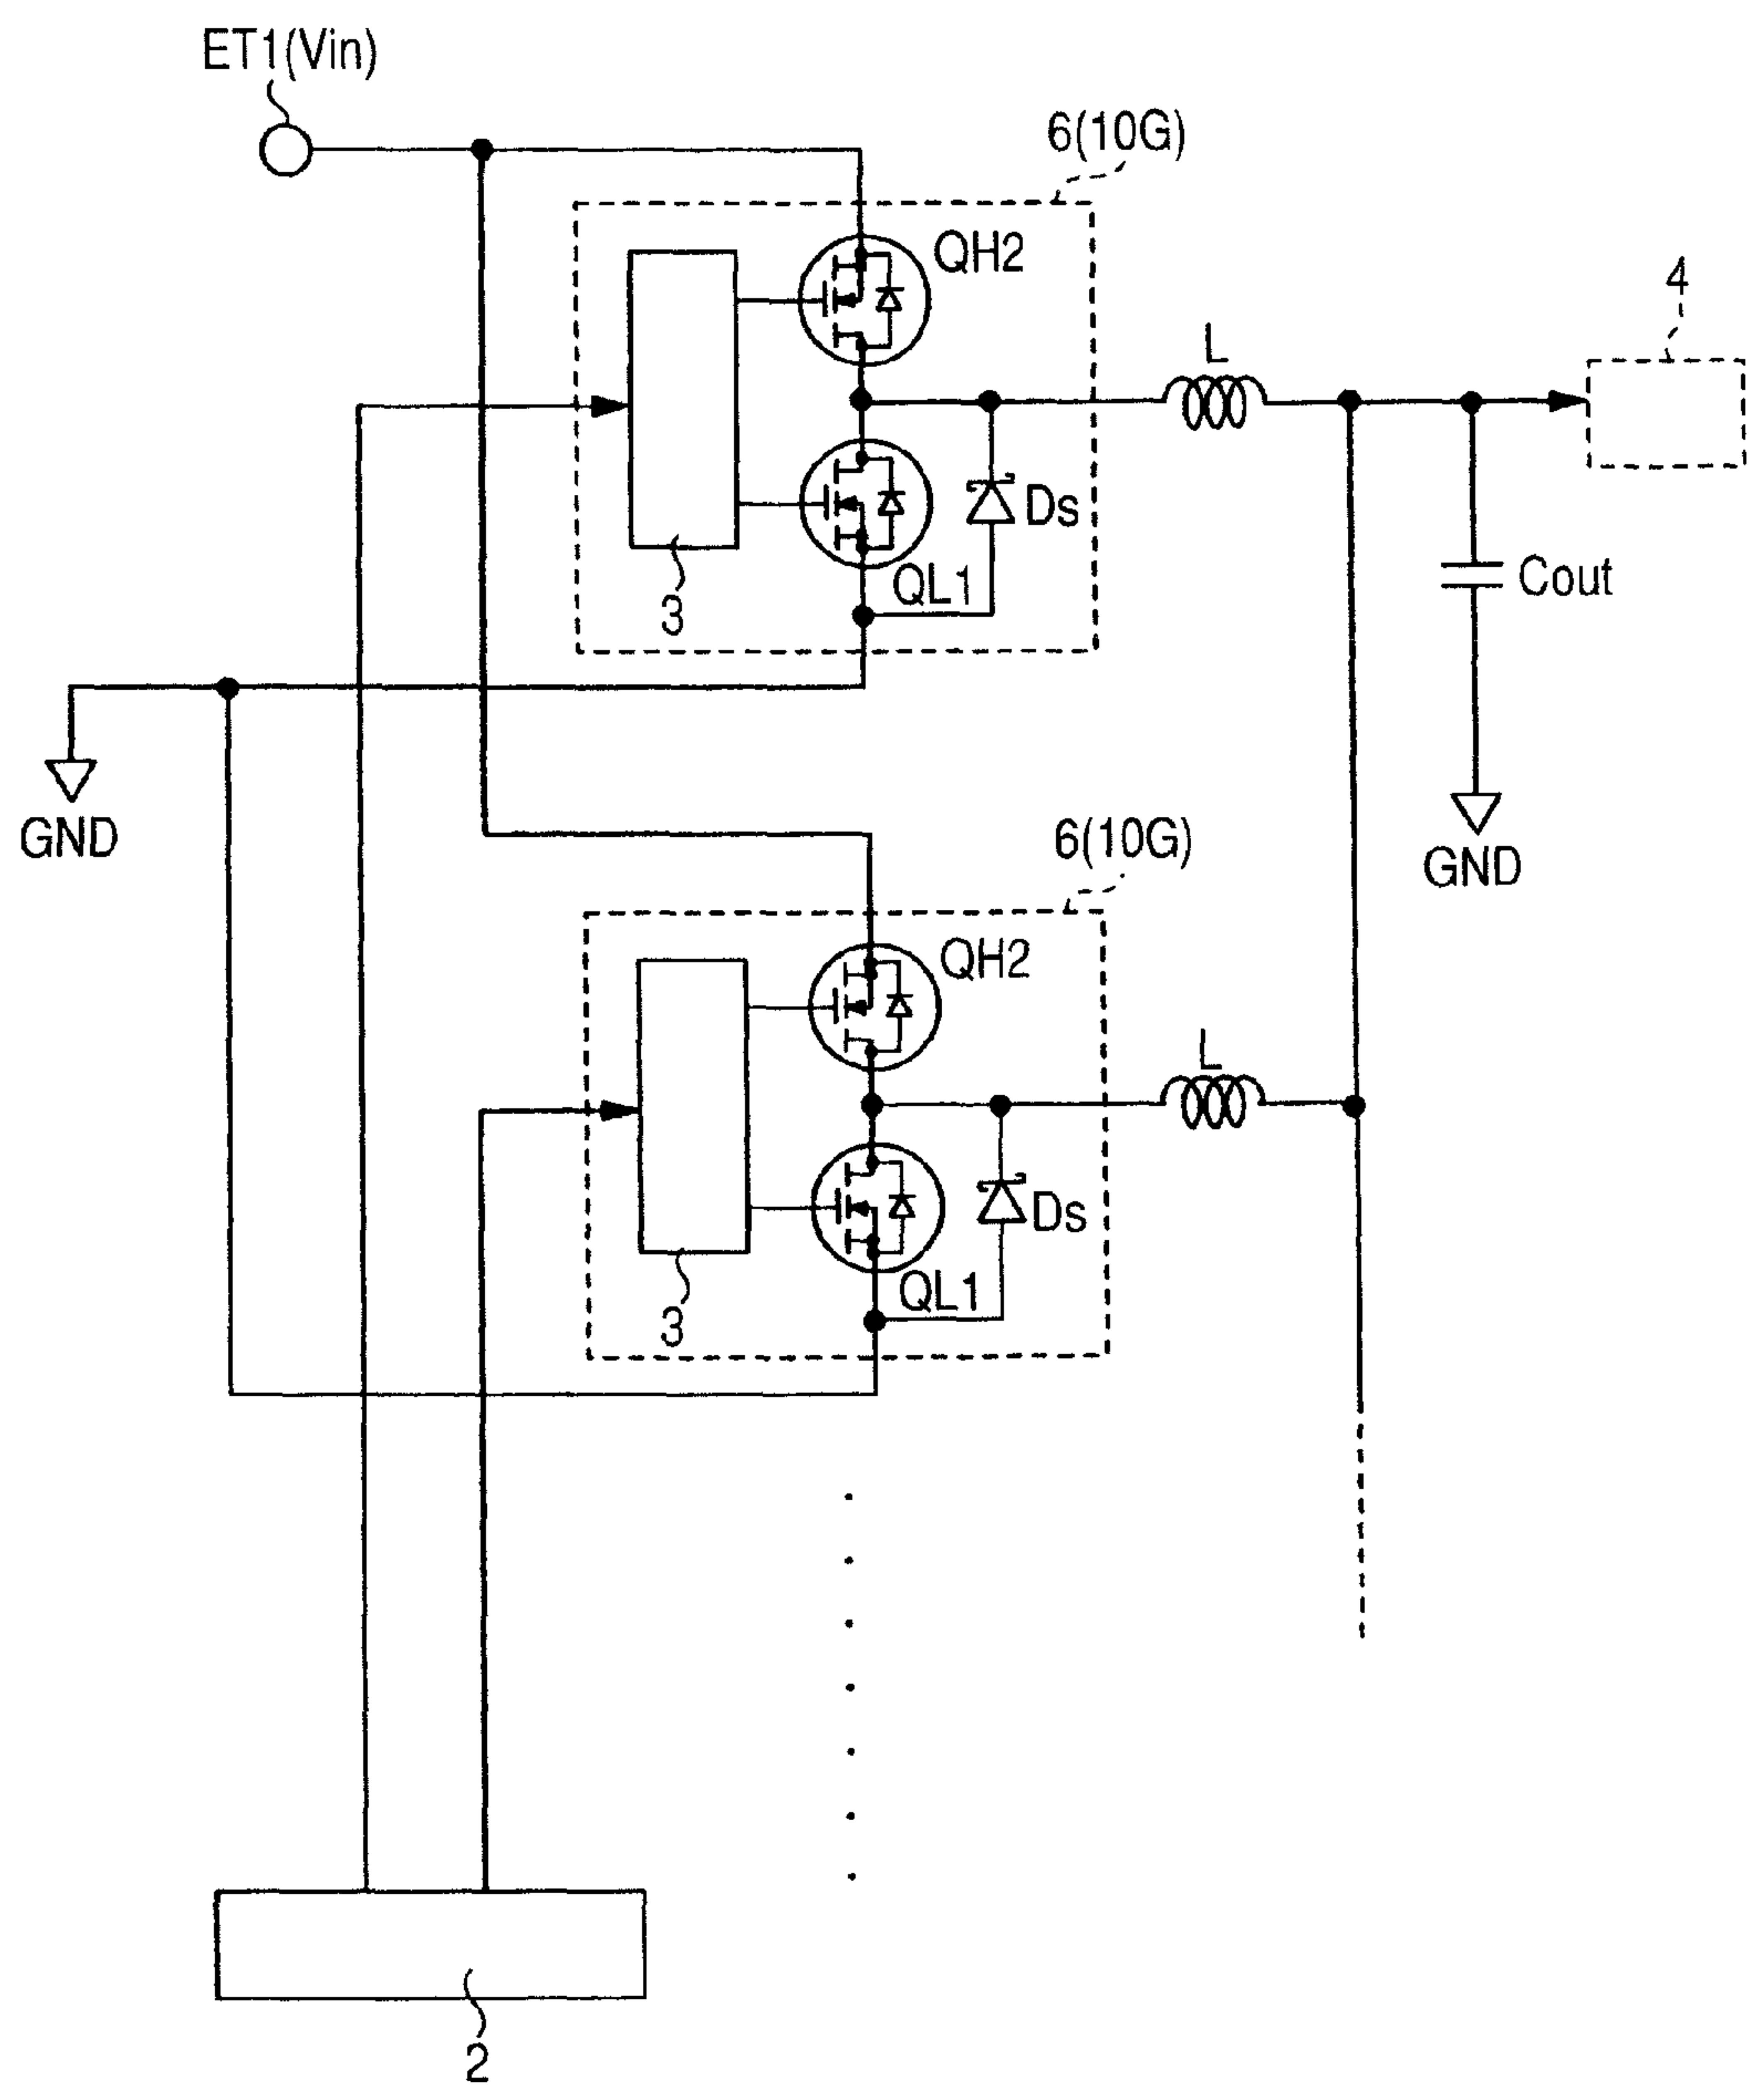 ET1(Vin)
6(10G)
QH2
4
L
Ds
Cout
QL1
3
GND
GND
6(10G)
QH2
L
Ds
QL1
3
2